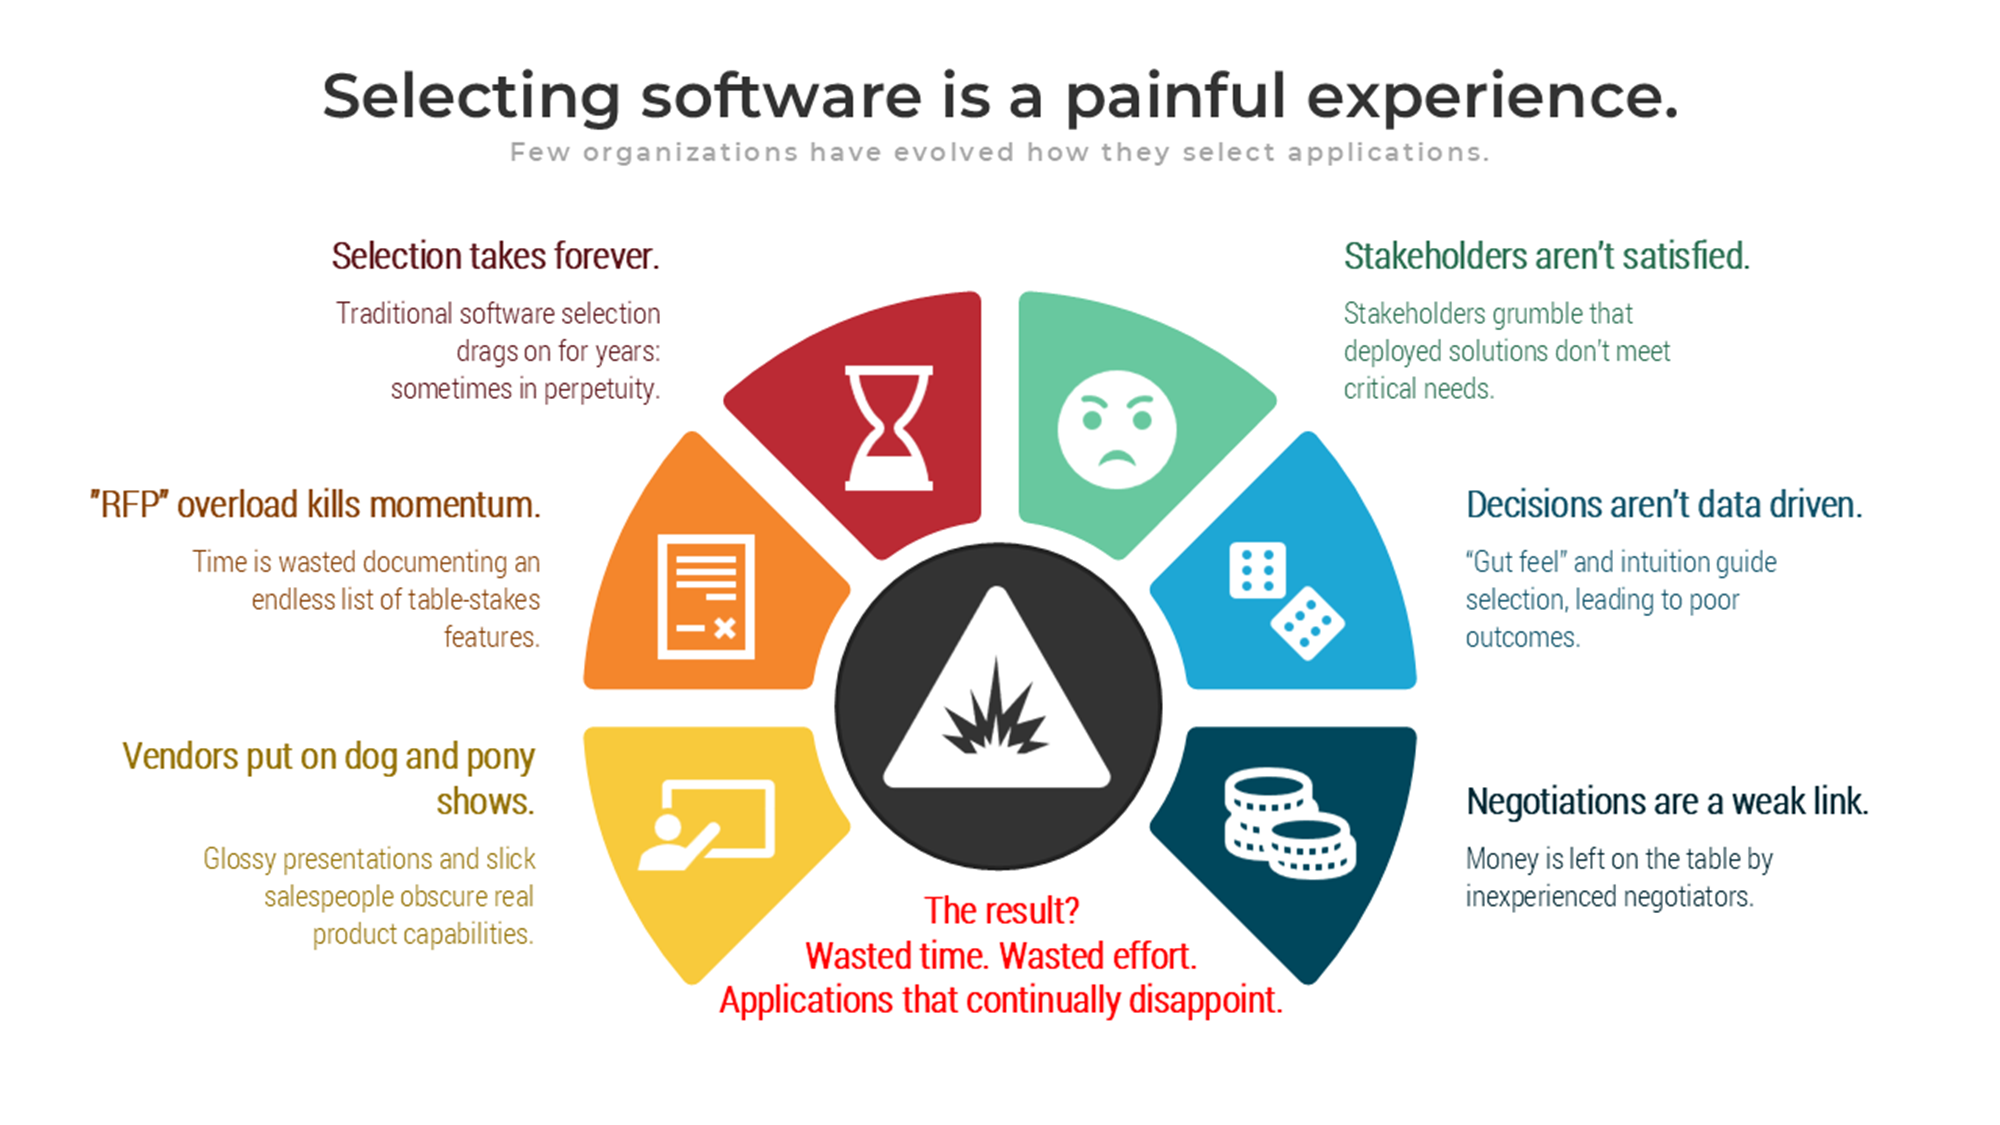 Selecting software is a painful experience.
Few organizations have evolved how they select applications.
Selection takes forever.
Traditional software selection
drags on for years:
sometimes in perpetuity.
"RFP" overload kills momentum.
Time is wasted documenting an
endless list of table-stakes
features.
Vendors put on dog and pony
shows.
Glossy presentations and slick
salespeople obscure real
product capabilities.
Stakeholders aren’t satisfied.
Stakeholders grumble that
deployed solutions don’t meet
critical needs.
Decisions aren’t data driven.
“Gut feel” and intuition guide
selection, leading to poor
outcomes.
Negotiations are a weak link.
Money is left on the table by
inexperienced negotiators.
The result?
Wasted time. Wasted effort.
Applications that continually disappoint.